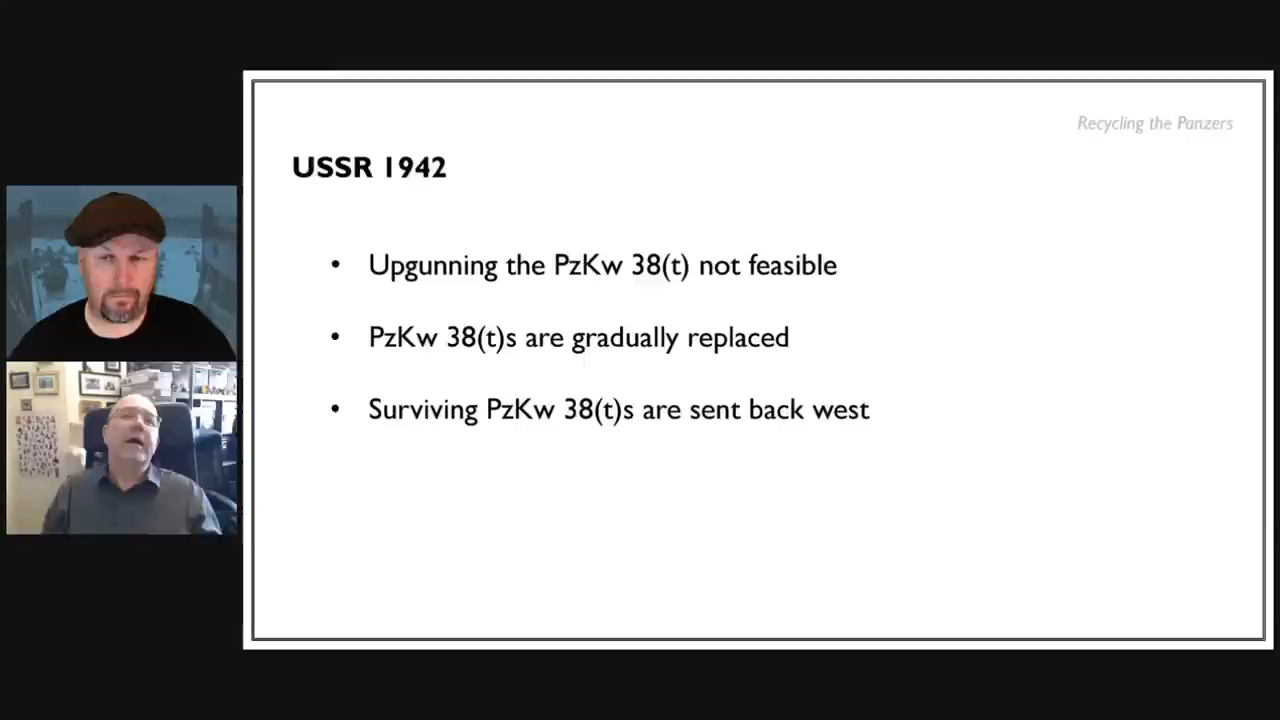 Recycling the Panzers
USSR 1942
• Upgunning the PzKw 38(t) not feasible
• PzKw 38(t)s are gradually replaced
• Surviving PzKw 38(t)s are sent back west